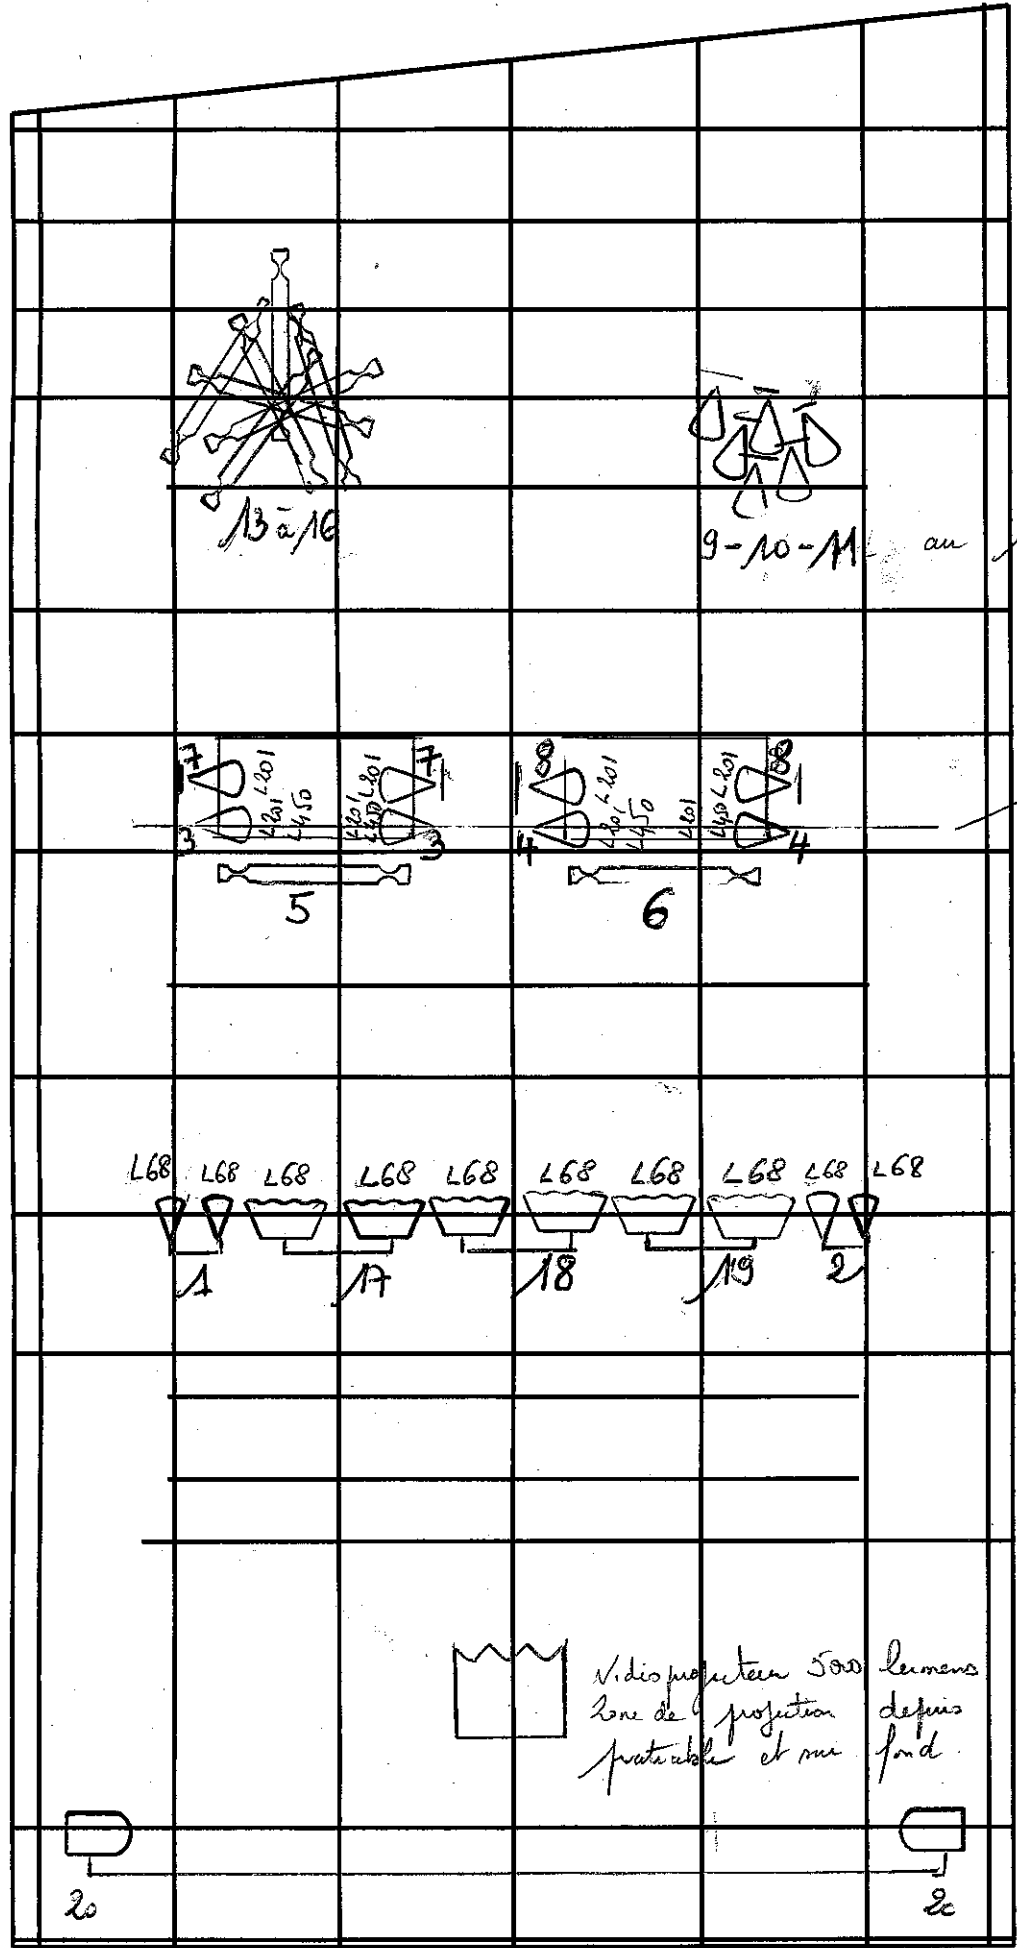 13 à 16
9-10-11 au
7 L201 L201 7 8 L201 L201 8
3 L201 L450 L201 L450 3 4 L201 L450 L201 L450 4
5 6
L68 L68 L68 L68 L68 L68 L68 L68 L68 L68
1 17 18 19 2
Vidéoprojecteur 5000 lumens
Zone de projection depuis
praticable et sur fond.
20 20